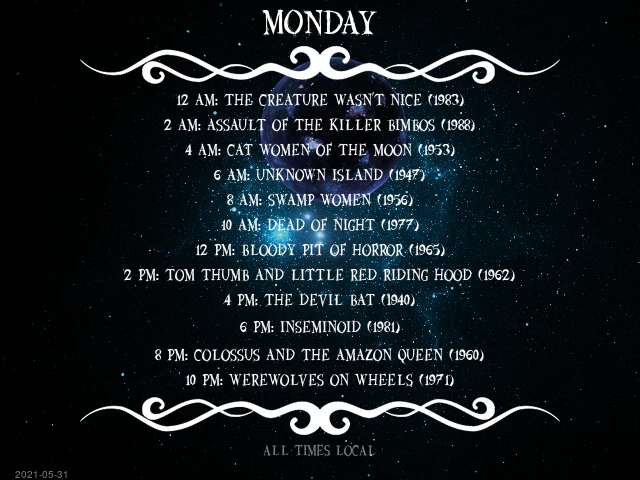 MONDAY
12 AM: THE CREATURE WASN'T NICE (1983)
2 AM: ASSAULT OF THE KILLER BIMBOS (1988)
4 AM: CAT WOMEN OF THE MOON (1953)
6 AM: UNKNOWN ISLAND (1947)
8 AM: SWAMP WOMEN (1956)
10 AM: DEAD OF NIGHT (1977)
12 PM: BLOODY PIT OF HORROR (1965)
2 PM: TOM THUMB AND LITTLE RED RIDING HOOD (1962)
4 PM: THE DEVIL BAT (1940)
6 PM: INSEMINOID (1981)
8 PM: COLOSSUS AND THE AMAZON QUEEN (1960)
10 PM: WEREWOLVES ON WHEELS (1971)
ALL TIMES LOCAL
2021-05-31